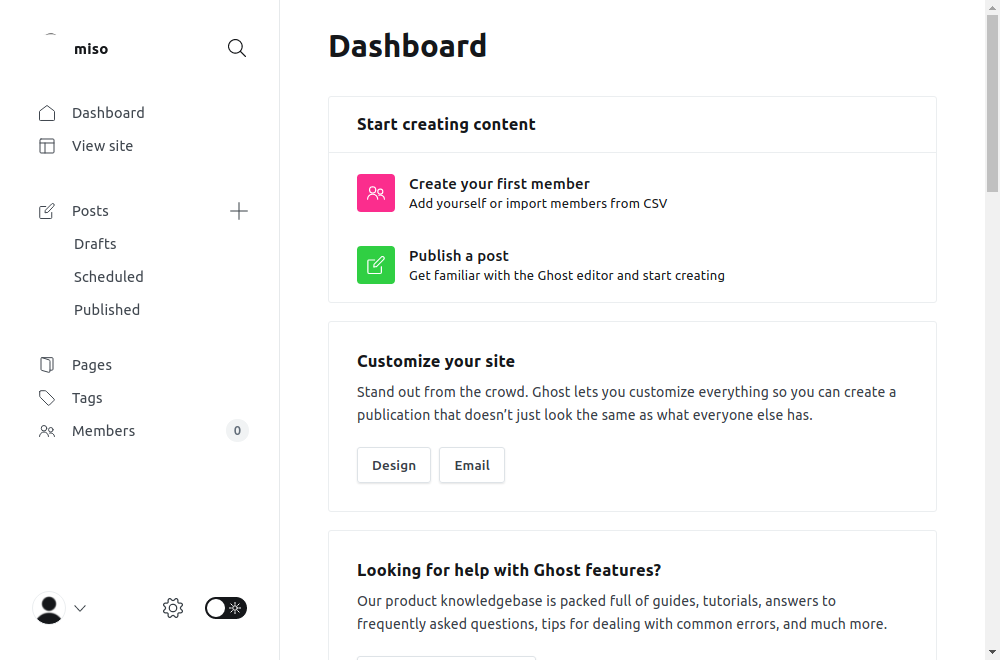 miso
Dashboard
View site
Posts
Drafts
Scheduled
Published
Pages
Tags
Members 0
Dashboard
Start creating content
Create your first member
Add yourself or import members from CSV
Publish a post
Get familiar with the Ghost editor and start creating
Customize your site
Stand out from the crowd. Ghost lets you customize everything so you can create a
publication that doesn’t just look the same as what everyone else has.
Design Email
Looking for help with Ghost features?
Our product knowledgebase is packed full of guides, tutorials, answers to
frequently asked questions, tips for dealing with common errors, and much more.